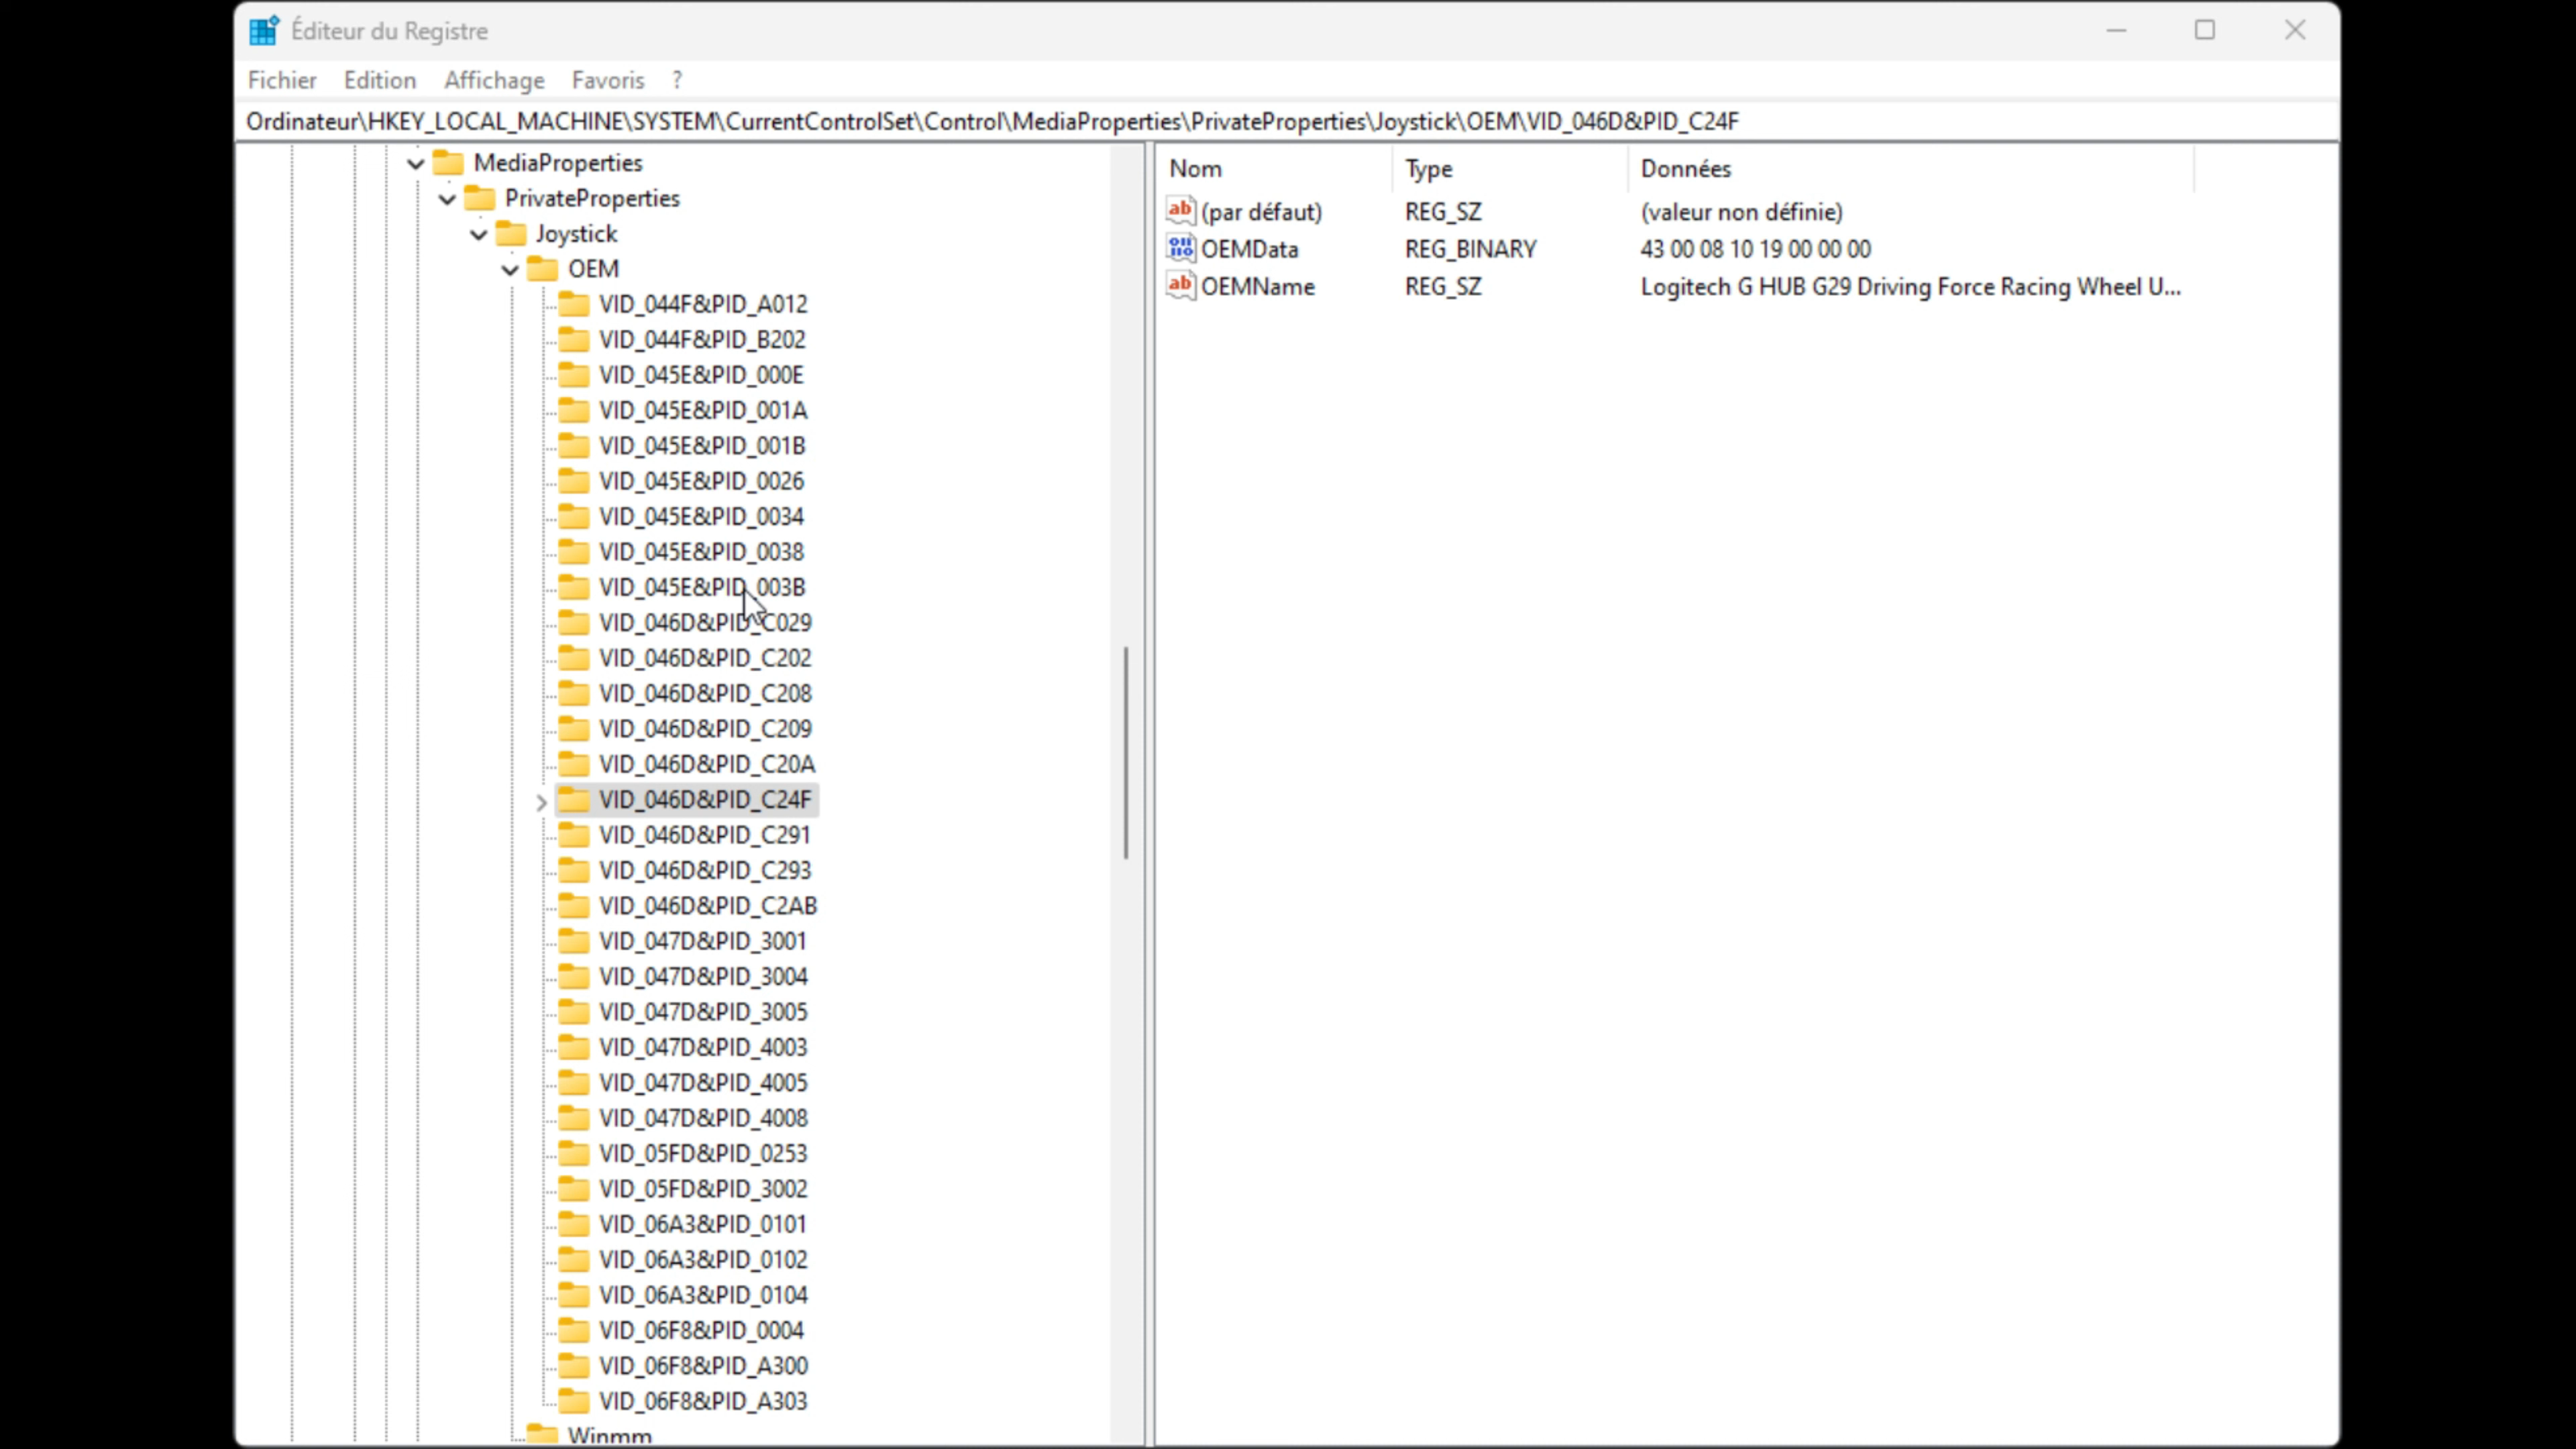 Éditeur du Registre
Fichier Edition Affichage Favoris ?
Ordinateur\HKEY_LOCAL_MACHINE\SYSTEM\CurrentControlSet\Control\MediaProperties\PrivateProperties\Joystick\OEM\VID_046D&PID_C24F
MediaProperties
PrivateProperties
Joystick
OEM
VID_044F&PID_A012
VID_044F&PID_B202
VID_045E&PID_000E
VID_045E&PID_001A
VID_045E&PID_001B
VID_045E&PID_0026
VID_045E&PID_0034
VID_045E&PID_0038
VID_045E&PID_003B
VID_046D&PID_C029
VID_046D&PID_C202
VID_046D&PID_C208
VID_046D&PID_C209
VID_046D&PID_C20A
VID_046D&PID_C24F
VID_046D&PID_C291
VID_046D&PID_C293
VID_046D&PID_C2AB
VID_047D&PID_3001
VID_047D&PID_3004
VID_047D&PID_3005
VID_047D&PID_4003
VID_047D&PID_4005
VID_047D&PID_4008
VID_05FD&PID_0253
VID_05FD&PID_3002
VID_06A3&PID_0101
VID_06A3&PID_0102
VID_06A3&PID_0104
VID_06F8&PID_0004
VID_06F8&PID_A300
VID_06F8&PID_A303
Winmm
Nom Type Données
(par défaut) REG_SZ (valeur non définie)
OEMData REG_BINARY 43 00 08 10 19 00 00 00
OEMName REG_SZ Logitech G HUB G29 Driving Force Racing Wheel U...